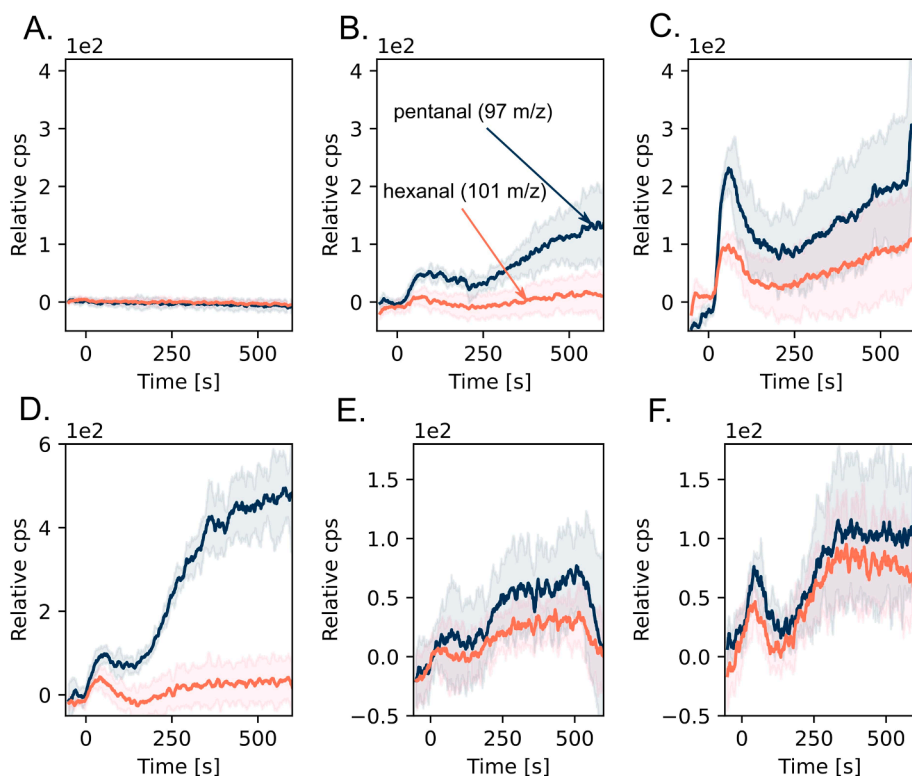 A.
1e2
4
3
2
1
0
Relative cps
0
250
500
Time [s]
B.
1e2
4
3
2
1
0
Relative cps
pentanal (97 m/z)
hexanal (101 m/z)
0
250
500
Time [s]
C.
1e2
4
3
2
1
0
Relative cps
0
250
500
Time [s]
D.
1e2
6
4
2
0
Relative cps
0
250
500
Time [s]
E.
1e2
1.5
1.0
0.5
0.0
−0.5
Relative cps
0
250
500
Time [s]
F.
1e2
1.5
1.0
0.5
0.0
−0.5
Relative cps
0
250
500
Time [s]